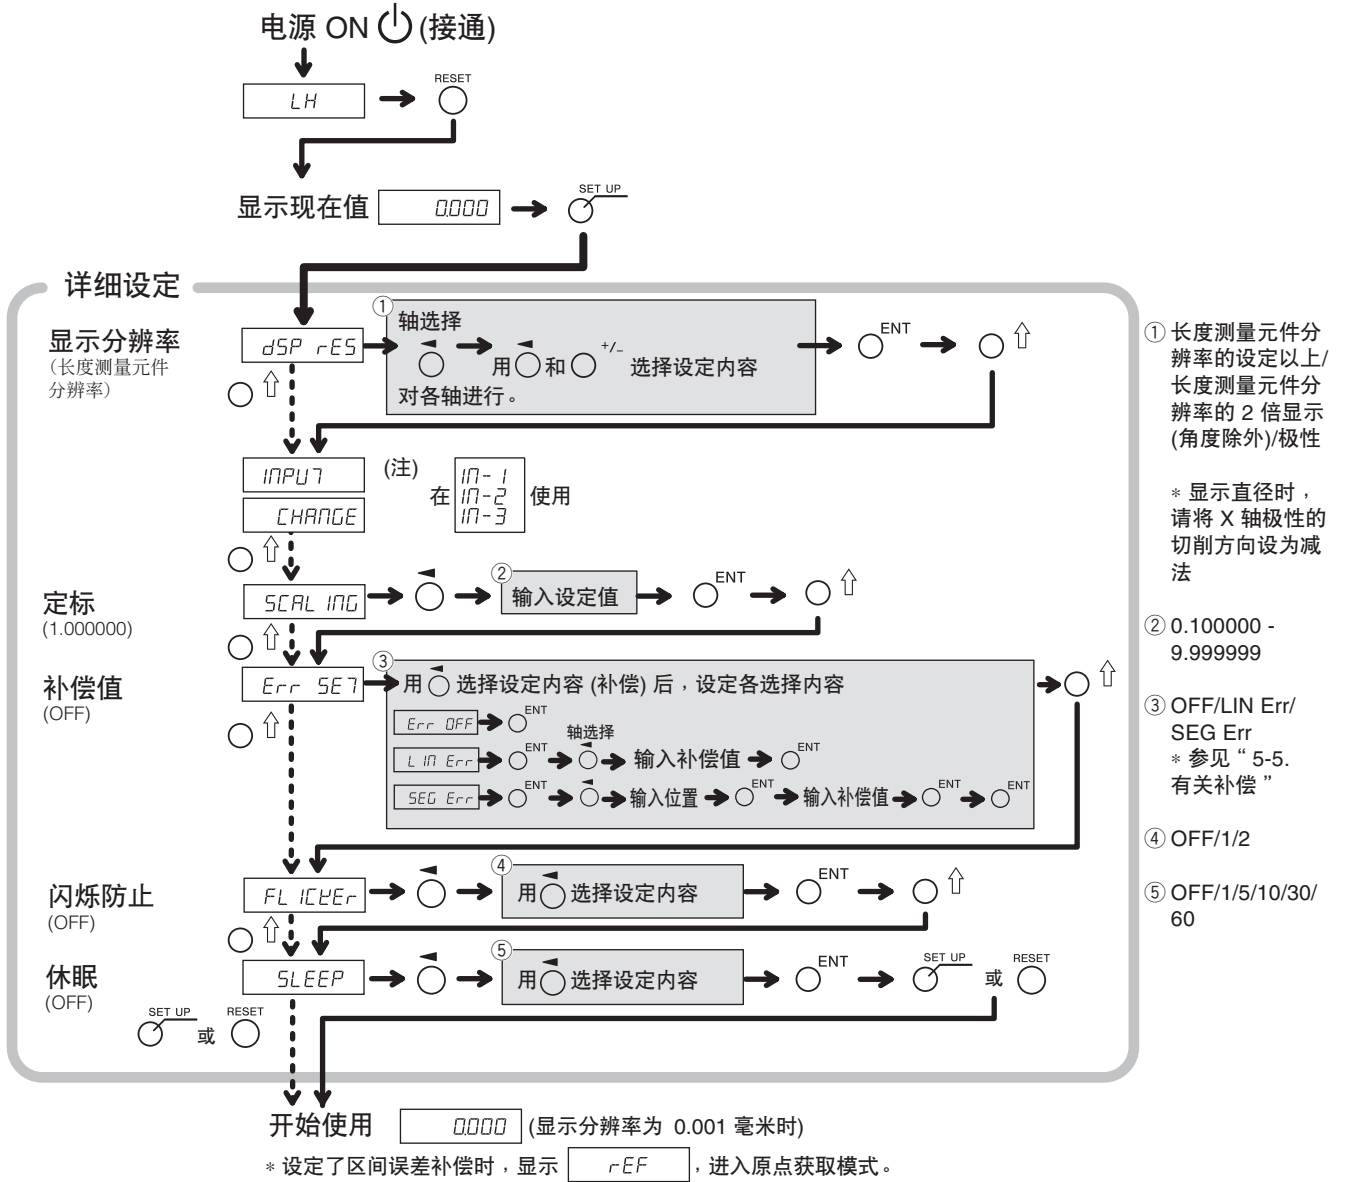 电源 ON (接通)
LH
RESET
显示现在值 0.000
SET UP
详细设定
显示分辨率
(长度测量元件
分辨率)
dSP rES
① 轴选择
用 和 +/- 选择设定内容
对各轴进行。
ENT
INPUT
CHANGE
(注)
在 IN-1 使用
IN-2
IN-3
定标
(1.000000)
SCALING
② 输入设定值
ENT
补偿值
(OFF)
Err SET
③ 用 选择设定内容 (补偿) 后,设定各选择内容
Err OFF ENT
轴选择
LIN Err ENT 输入补偿值 ENT
SEG Err ENT 输入位置 ENT 输入补偿值 ENT ENT
闪烁防止
(OFF)
FLICKEr
④ 用 选择设定内容
ENT
休眠
(OFF)
SLEEP
⑤ 用 选择设定内容
ENT
SET UP 或 RESET
SET UP 或 RESET
① 长度测量元件分
辨率的设定以上/
长度测量元件分
辨率的 2 倍显示
(角度除外)/极性
* 显示直径时,
请将 X 轴极性的
切削方向设为减
法
② 0.100000 -
9.999999
③ OFF/LIN Err/
SEG Err
* 参见“ 5-5.
有关补偿 ”
④ OFF/1/2
⑤ OFF/1/5/10/30/
60
开始使用 0.000 (显示分辨率为 0.001 毫米时)
* 设定了区间误差补偿时,显示 rEF ,进入原点获取模式。